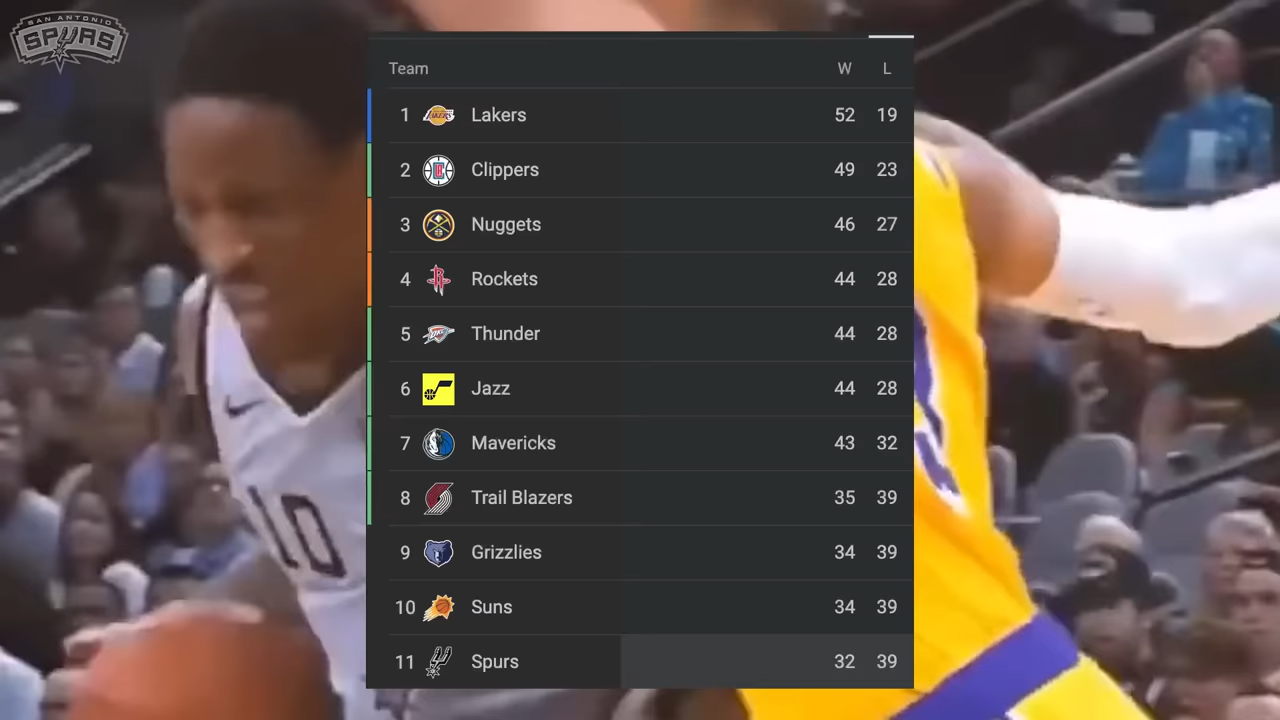 SAN ANTONIO
SPURS
Team W L
1 Lakers 52 19
2 Clippers 49 23
3 Nuggets 46 27
4 Rockets 44 28
5 Thunder 44 28
6 Jazz 44 28
7 Mavericks 43 32
8 Trail Blazers 35 39
9 Grizzlies 34 39
10 Suns 34 39
11 Spurs 32 39
10